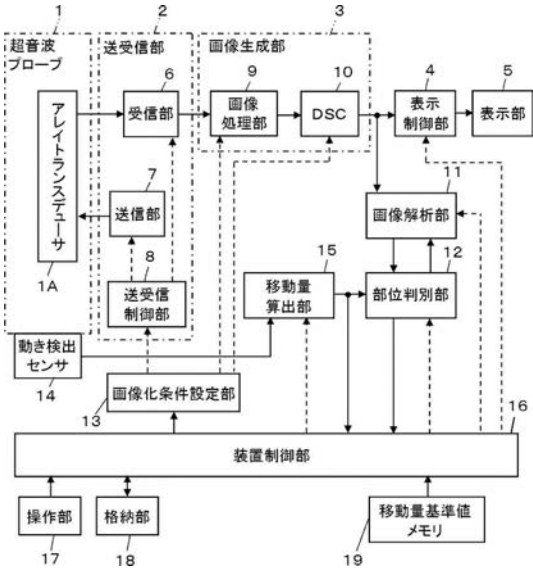 1
2
3
超音波
プローブ
送受信部
画像生成部
6
9
10
4
5
アレイトランスデューサ
受信部
画像
処理部
DSC
表示
制御部
表示部
7
11
送信部
画像解析部
1A
8
15
12
送受信
制御部
移動量
算出部
部位判別部
動き検出
センサ
14
画像化条件設定部
13
16
装置制御部
操作部
格納部
移動量基準値
メモリ
17
18
19